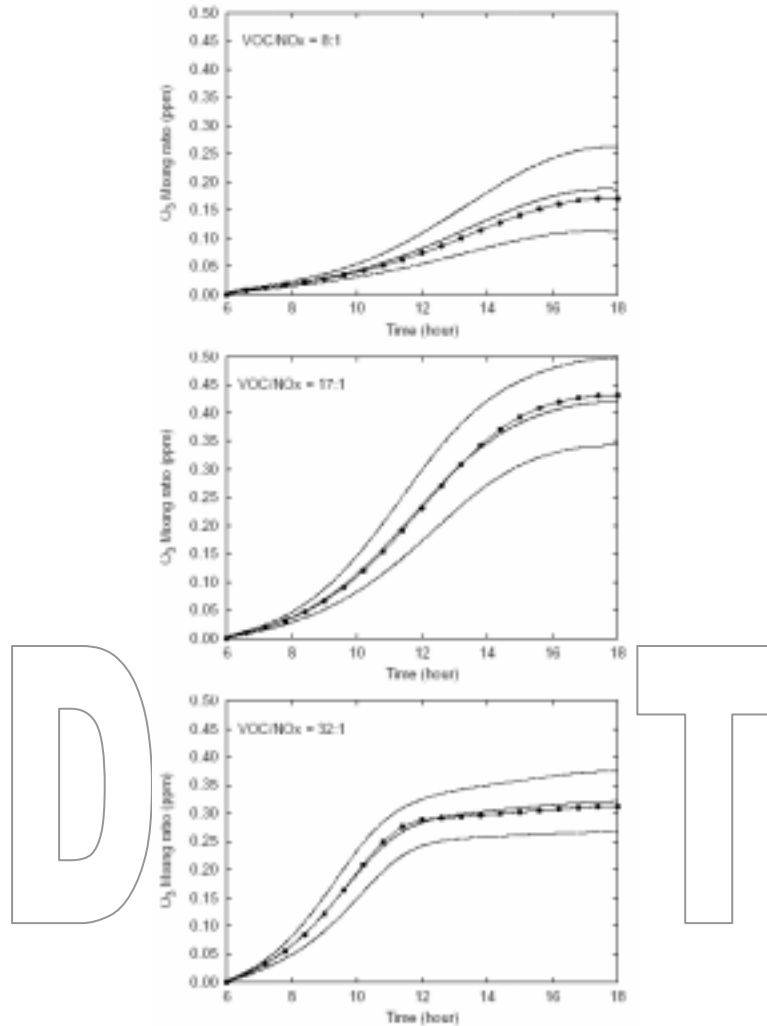 0.50
VOC/NOx = 8:1
0.45
0.40
0.35
0.30
0.25
0.20
0.15
0.10
0.05
0.00
O3 Mixing ratio (ppm)
6 8 10 12 14 16 18
Time (hour)
0.50
VOC/NOx = 17:1
0.45
0.40
0.35
0.30
0.25
0.20
0.15
0.10
0.05
0.00
O3 Mixing ratio (ppm)
6 8 10 12 14 16 18
Time (hour)
D T
0.50
VOC/NOx = 32:1
0.45
0.40
0.35
0.30
0.25
0.20
0.15
0.10
0.05
0.00
O3 Mixing ratio (ppm)
6 8 10 12 14 16 18
Time (hour)